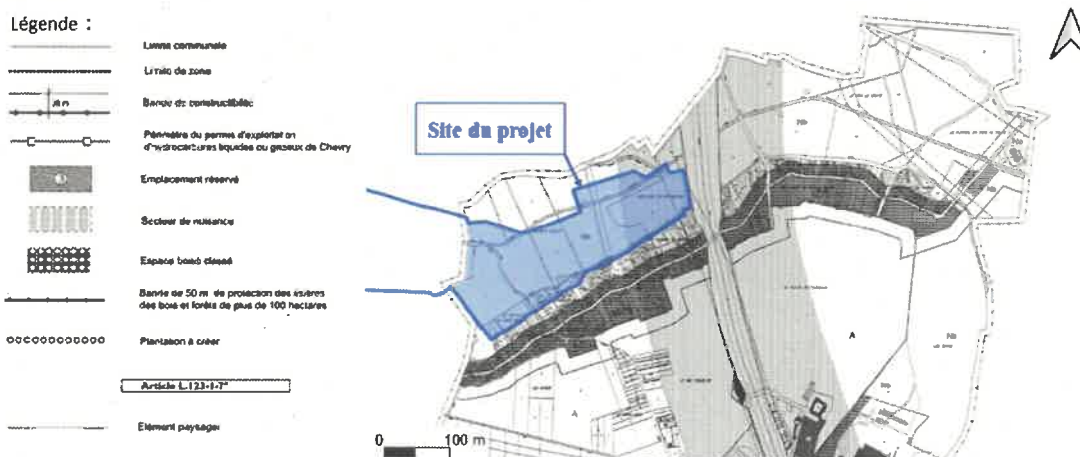 Légende :
Limite communale
Limite de zone
Bande de constructibilité
Périmètre du permis d'exploitation
d'hydrocarbures liquides ou gazeux de Chevry
Emplacement réservé
Secteur de nuisance
Espace boisé classé
Bande de 50 m de protection des lisières
des bois et forêts de plus de 100 hectares
Plantation à créer
Article L.123-1-7°
Elément paysager
Site du projet
A
A
0 100 m